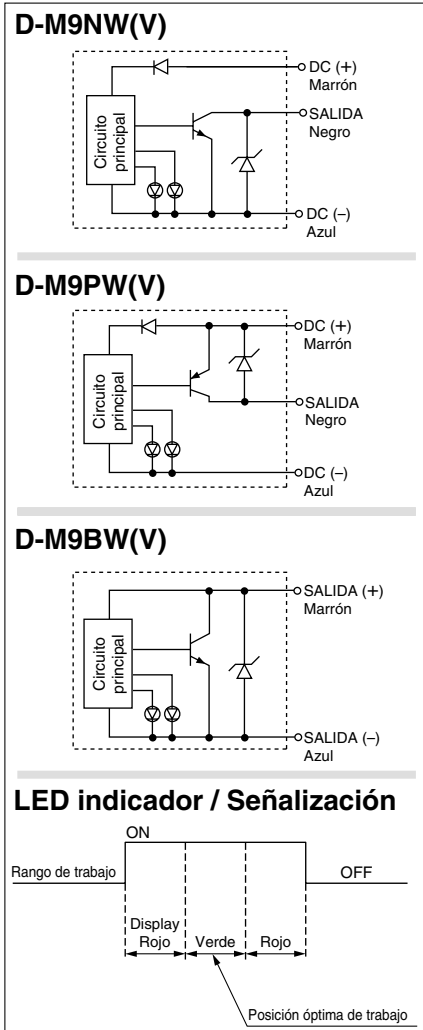 D-M9NW(V)
DC (+)
Marrón
SALIDA
Negro
Circuito
principal
DC (–)
Azul
D-M9PW(V)
DC (+)
Marrón
SALIDA
Negro
Circuito
principal
DC (–)
Azul
D-M9BW(V)
SALIDA (+)
Marrón
Circuito
principal
SALIDA (–)
Azul
LED indicador / Señalización
ON
Rango de trabajo
OFF
Display
Rojo
Verde
Rojo
Posición óptima de trabajo